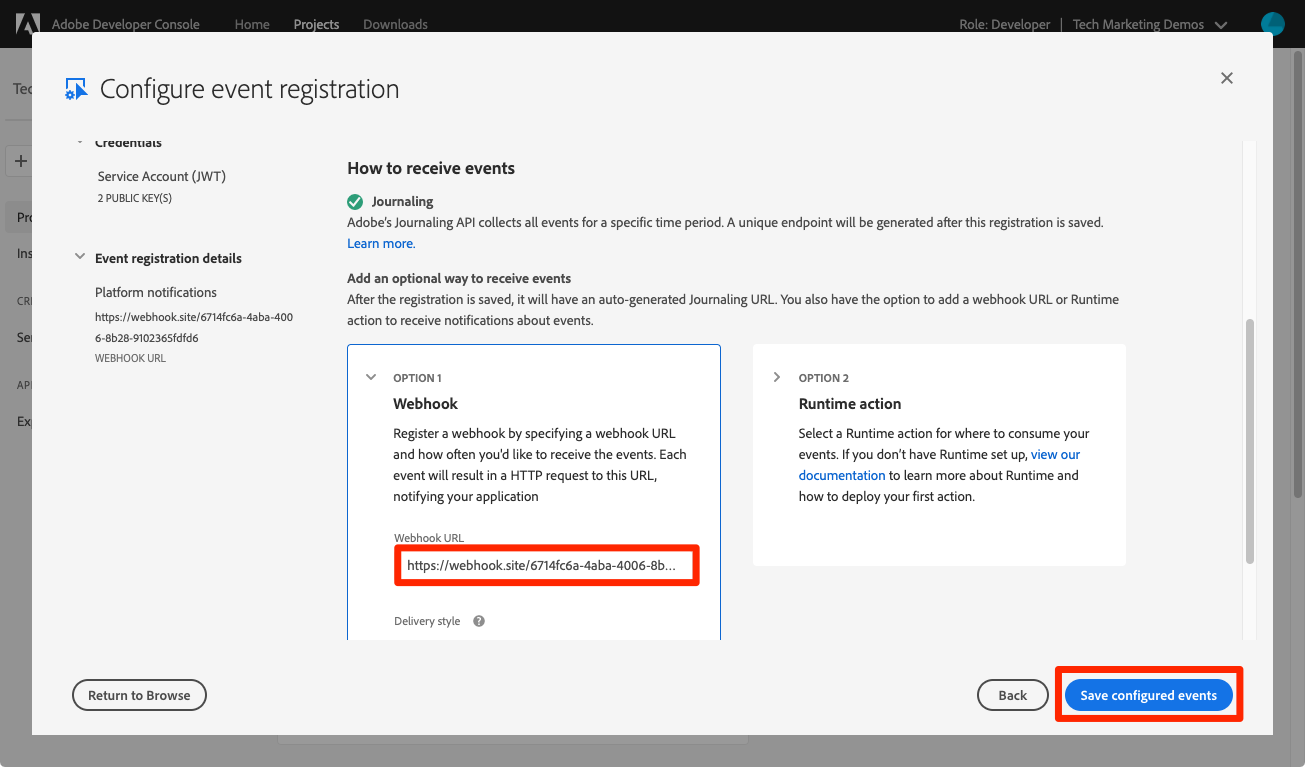 Adobe Developer Console
Home
Projects
Downloads
Role: Developer
Tech Marketing Demos
Configure event registration
Credentials
Service Account (JWT)
2 PUBLIC KEY(S)
Event registration details
Platform notifications
https://webhook.site/6714fc6a-4aba-400
6-8b28-9102365fdfd6
WEBHOOK URL
How to receive events
Journaling
Adobe's Journaling API collects all events for a specific time period. A unique endpoint will be generated after this registration is saved.
Learn more.
Add an optional way to receive events
After the registration is saved, it will have an auto-generated Journaling URL. You also have the option to add a webhook URL or Runtime
action to receive notifications about events.
OPTION 1
Webhook
Register a webhook by specifying a webhook URL
and how often you'd like to receive the events. Each
event will result in a HTTP request to this URL,
notifying your application
Webhook URL
https://webhook.site/6714fc6a-4aba-4006-8b...
Delivery style
OPTION 2
Runtime action
Select a Runtime action for where to consume your
events. If you don't have Runtime set up, view our
documentation to learn more about Runtime and
how to deploy your first action.
Return to Browse
Back
Save configured events